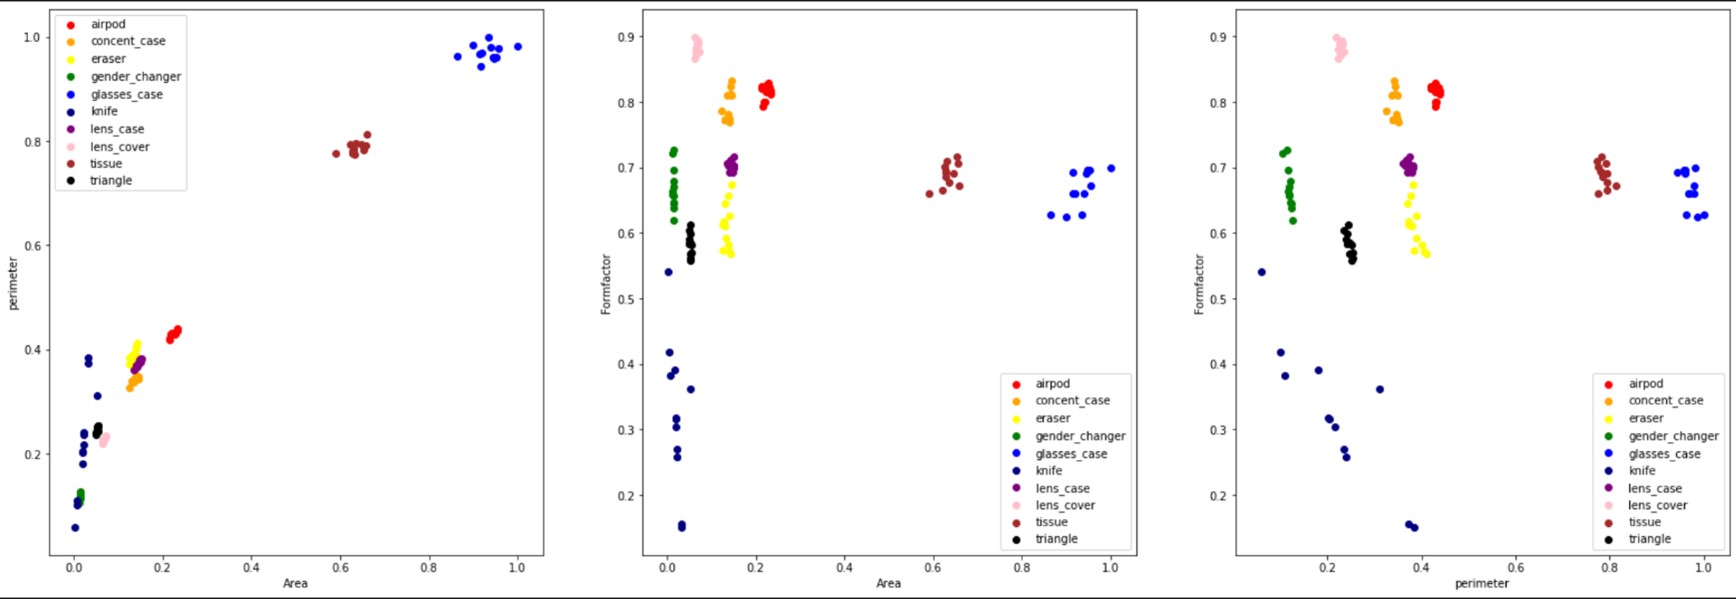 airpod
concent_case
eraser
gender_changer
glasses_case
knife
lens_case
lens_cover
tissue
triangle
1.0
0.8
0.6
0.4
0.2
perimeter
0.0 0.2 0.4 0.6 0.8 1.0
Area
0.9
0.8
0.7
0.6
0.5
0.4
0.3
0.2
Formfactor
airpod
concent_case
eraser
gender_changer
glasses_case
knife
lens_case
lens_cover
tissue
triangle
0.0 0.2 0.4 0.6 0.8 1.0
Area
0.9
0.8
0.7
0.6
0.5
0.4
0.3
0.2
Formfactor
airpod
concent_case
eraser
gender_changer
glasses_case
knife
lens_case
lens_cover
tissue
triangle
0.2 0.4 0.6 0.8 1.0
perimeter